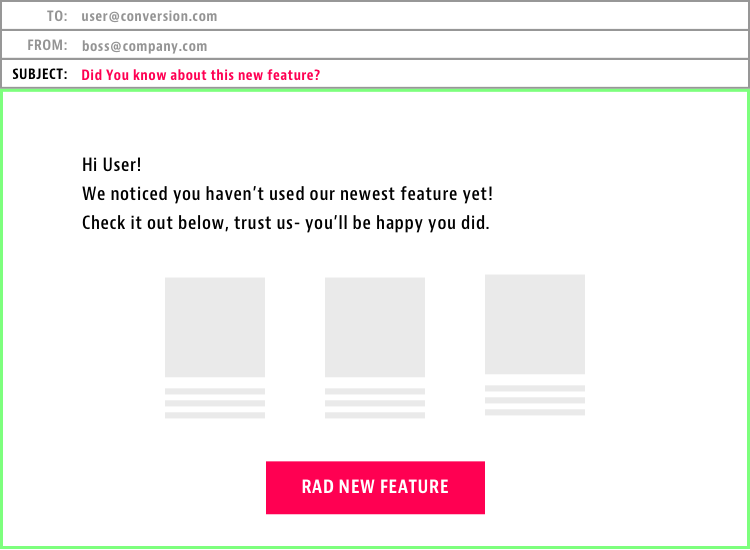 TO: user@conversion.com
FROM: boss@company.com
SUBJECT: Did You know about this new feature?
Hi User!
We noticed you haven’t used our newest feature yet!
Check it out below, trust us- you’ll be happy you did.
RAD NEW FEATURE